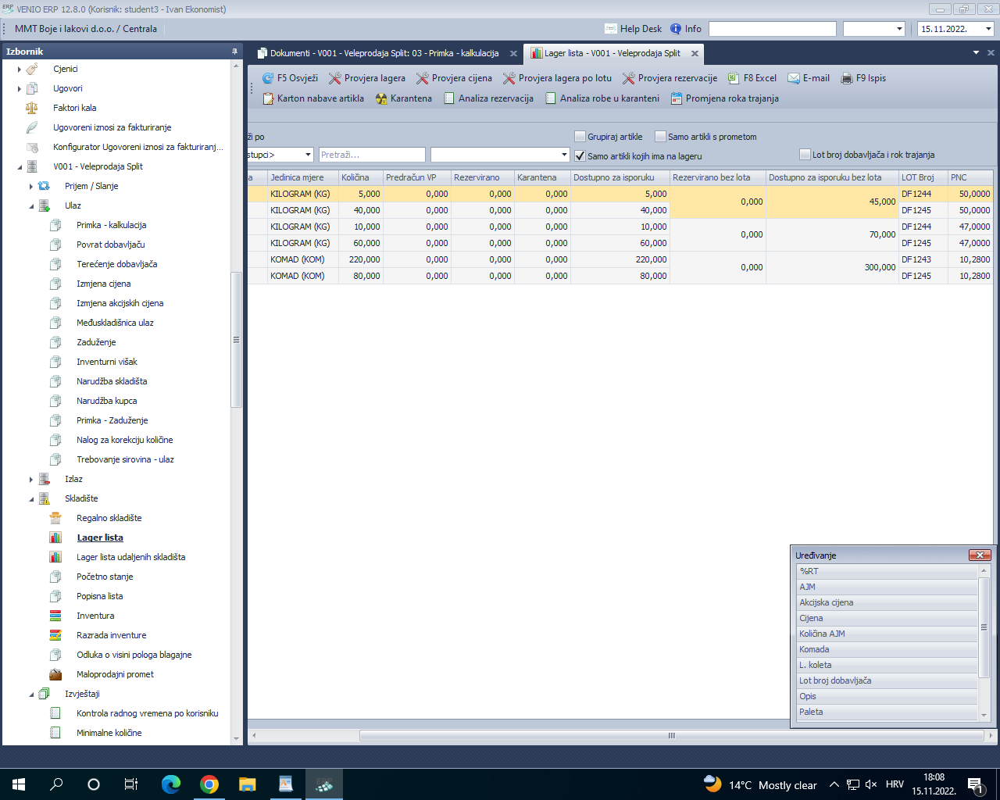 VENIO ERP 12.8.0 (Korisnik: student3 - Ivan Ekonomist)
MMT Boje i lakovi d.o.o. / Centrala
Help Desk Info 15.11.2022.
Izbornik
Cjenici
Ugovori
Faktori kala
Ugovoreni iznosi za fakturiranje
Konfigurator Ugovoreni iznosi za fakturiranj...
V001 - Veleprodaja Split
Prijem / Slanje
Ulaz
Primka - kalkulacija
Povrat dobavljaču
Terećenje dobavljača
Izmjena cijena
Izmjena akcijskih cijena
Međuskladišnica ulaz
Zaduženje
Inventurni višak
Narudžba skladišta
Narudžba kupca
Primka - Zaduženje
Nalog za korekciju količine
Trebovanje sirovina - ulaz
Izlaz
Skladište
Regalno skladište
Lager lista
Lager lista udaljenih skladišta
Početno stanje
Popisna lista
Inventura
Razrada inventure
Odluka o visini pologa blagajne
Maloprodajni promet
Izvještaji
Kontrola radnog vremena po korisniku
Minimalne količine
Dokumenti - V001 - Veleprodaja Split: 03 - Primka - kalkulacija
Lager lista - V001 - Veleprodaja Split
F5 Osvježi Provjera lagera Provjera cijena Provjera lagera po lotu Provjera rezervacije F8 Excel E-mail F9 Ispis
Karton nabave artikla Karantena Analiza rezervacija Analiza robe u karanteni Promjena roka trajanja
ži po
Grupiraj artikle Samo artikli s prometom
stupci> Pretraži... Samo artikli kojih ima na lageru Lot broj dobavljača i rok trajanja
a Jedinica mjere Količina Predračun VP Rezervirano Karantena Dostupno za isporuku Rezervirano bez lota Dostupno za isporuku bez lota LOT Broj PNC
KILOGRAM (KG) 5,000 0,000 0,000 0,000 5,000 0,000 45,000 DF1244 50,0000
KILOGRAM (KG) 40,000 0,000 0,000 0,000 40,000 DF1245 50,0000
KILOGRAM (KG) 10,000 0,000 0,000 0,000 10,000 0,000 70,000 DF1244 47,0000
KILOGRAM (KG) 60,000 0,000 0,000 0,000 60,000 DF1245 47,0000
KOMAD (KOM) 220,000 0,000 0,000 0,000 220,000 0,000 300,000 DF1243 10,2800
KOMAD (KOM) 80,000 0,000 0,000 0,000 80,000 DF1245 10,2800
Uređivanje
%RT
AJM
Akcijska cijena
Cijena
Količina AJM
Komada
L. koleta
Lot broj dobavljača
Opis
Paleta
14°C Mostly clear HRV
18:08
15.11.2022.
1